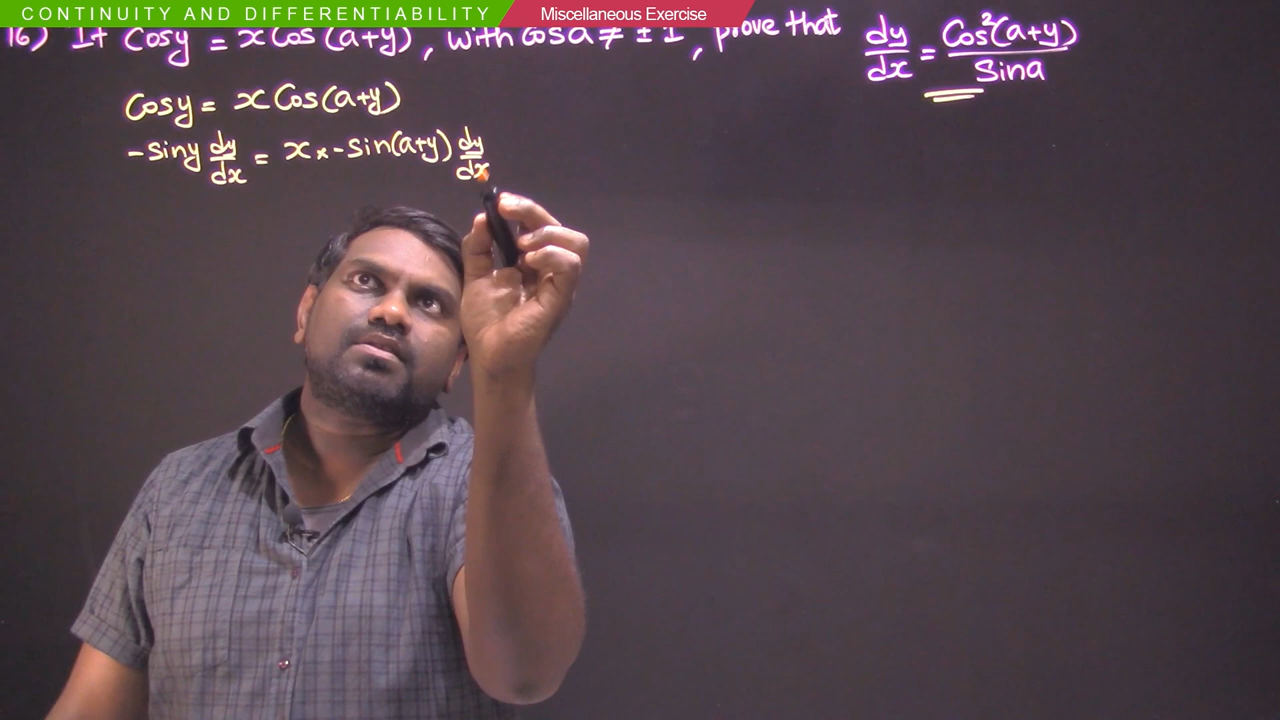 CONTINUITY AND DIFFERENTIABILITY Miscellaneous Exercise
16) If Cosy = x Cos (a+y), with cosa ≠ ± 1, prove that dy/dx = Cos²(a+y)/Sina
Cosy = x Cos(a+y)
-siny dy/dx = x × -sin(a+y) dy/dx